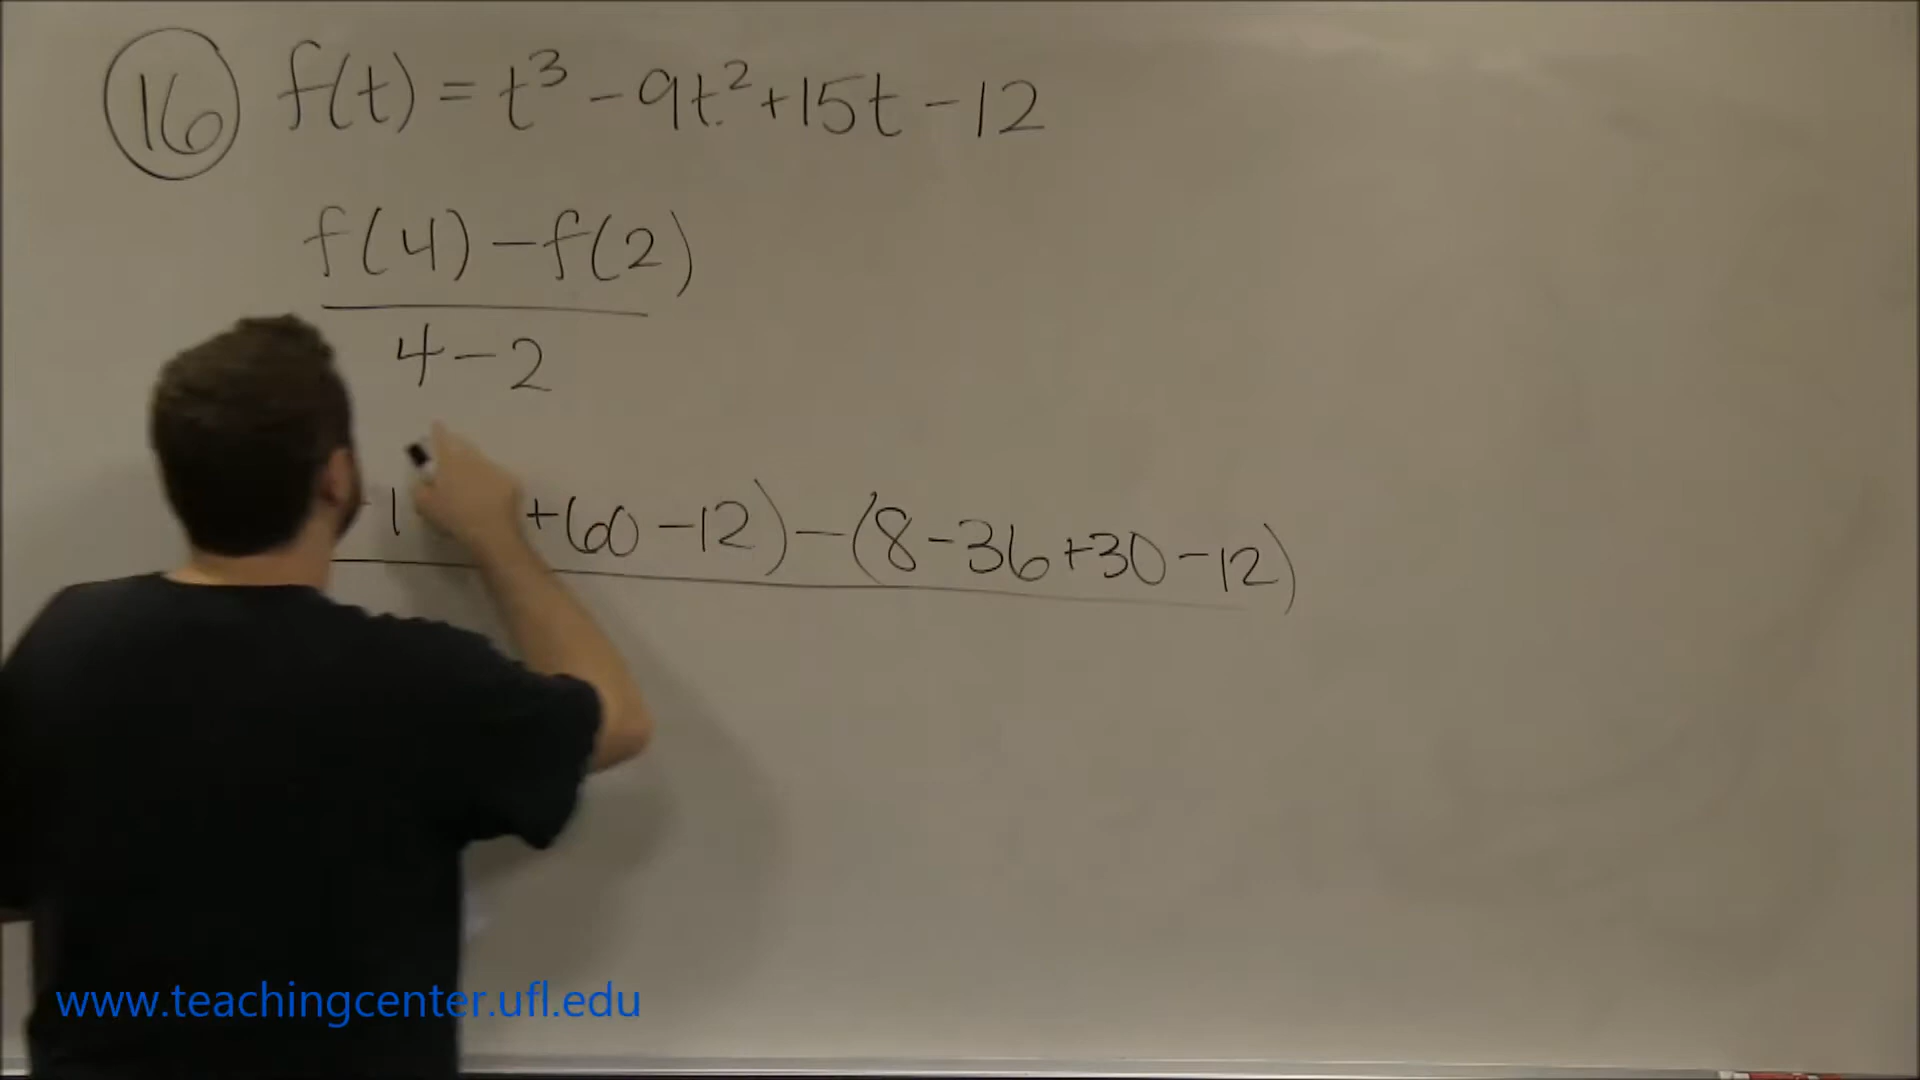 16 f(t) = t³ - 9t² + 15t - 12
f(4) - f(2)
4 - 2
+60 - 12) - (8 - 36 + 30 - 12)
www.teachingcenter.ufl.edu